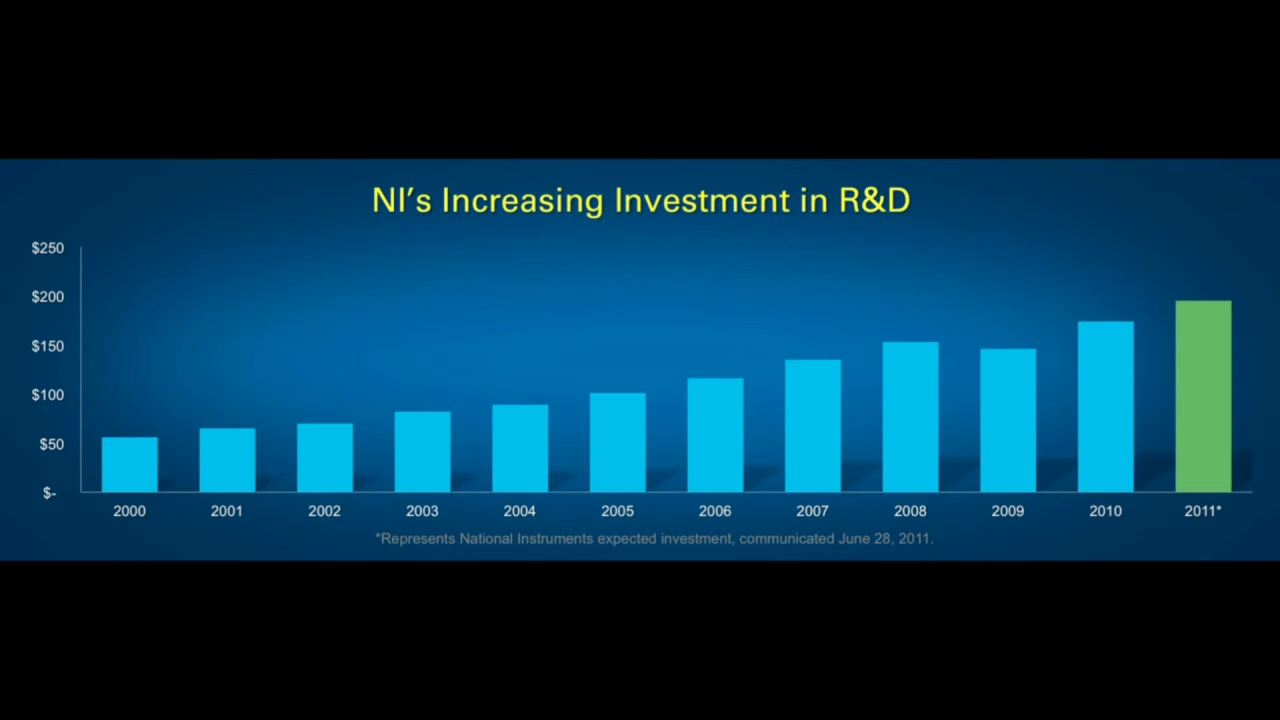 NI’s Increasing Investment in R&D
$250
$200
$150
$100
$50
$-
2000 2001 2002 2003 2004 2005 2006 2007 2008 2009 2010 2011*
*Represents National Instruments expected investment, communicated June 28, 2011.